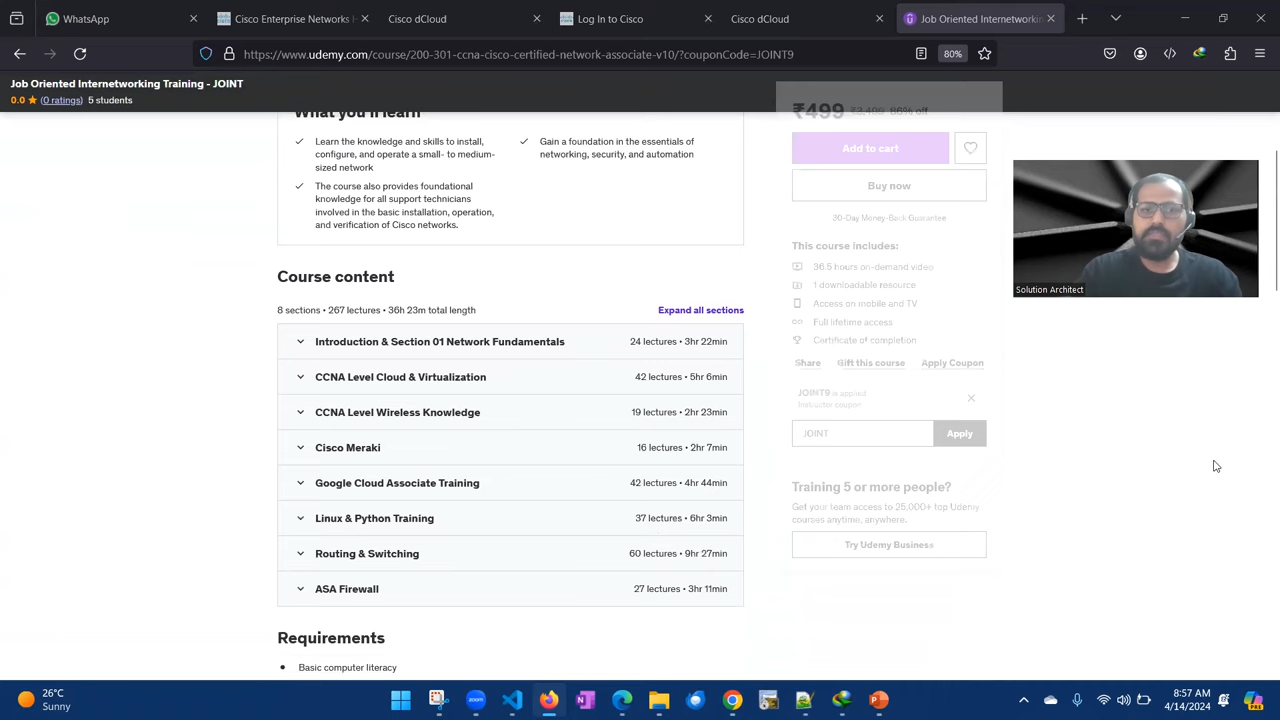 WhatsApp
Cisco Enterprise Networks H
Cisco dCloud
Log In to Cisco
Cisco dCloud
Job Oriented Internetworking
https://www.udemy.com/course/200-301-ccna-cisco-certified-network-associate-v10/?couponCode=JOINT9
80%
Job Oriented Internetworking Training - JOINT
0.0 (0 ratings) 5 students
What you'll learn
Learn the knowledge and skills to install,
configure, and operate a small- to medium-
sized network
The course also provides foundational
knowledge for all support technicians
involved in the basic installation, operation,
and verification of Cisco networks.
Gain a foundation in the essentials of
networking, security, and automation
Course content
8 sections • 267 lectures • 36h 23m total length
Expand all sections
Introduction & Section 01 Network Fundamentals 24 lectures • 3hr 22min
CCNA Level Cloud & Virtualization 42 lectures • 5hr 6min
CCNA Level Wireless Knowledge 19 lectures • 2hr 23min
Cisco Meraki 16 lectures • 2hr 7min
Google Cloud Associate Training 42 lectures • 4hr 44min
Linux & Python Training 37 lectures • 6hr 3min
Routing & Switching 60 lectures • 9hr 27min
ASA Firewall 27 lectures • 3hr 11min
Requirements
Basic computer literacy
₹499 86% off
Add to cart
Buy now
30-Day Money-Back Guarantee
This course includes:
36.5 hours on-demand video
1 downloadable resource
Access on mobile and TV
Full lifetime access
Certificate of completion
Share Gift this course Apply Coupon
JOINT9 is applied
Instructor coupon
JOINT
Apply
Training 5 or more people?
Get your team access to 25,000+ top Udemy
courses anytime, anywhere.
Try Udemy Business
Solution Architect
26°C
Sunny
zoom
8:57 AM
4/14/2024